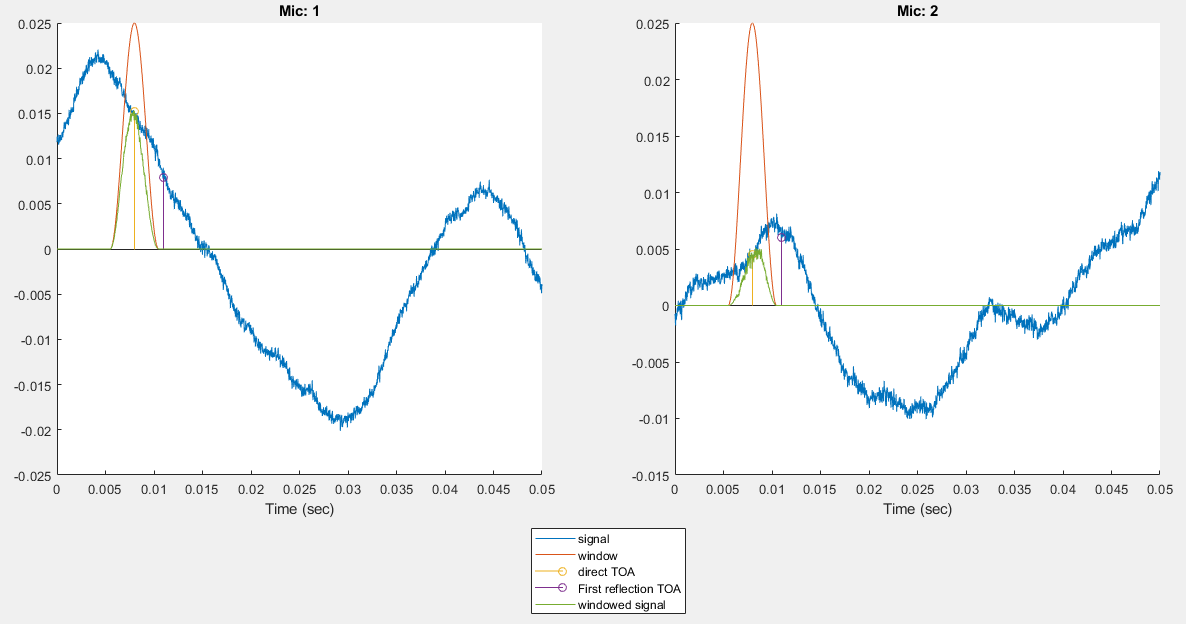 Mic: 1
0.025
0.02
0.015
0.01
0.005
0
-0.005
-0.01
-0.015
-0.02
-0.025
0 0.005 0.01 0.015 0.02 0.025 0.03 0.035 0.04 0.045 0.05
Time (sec)
Mic: 2
0.025
0.02
0.015
0.01
0.005
0
-0.005
-0.01
-0.015
0 0.005 0.01 0.015 0.02 0.025 0.03 0.035 0.04 0.045 0.05
Time (sec)
signal
window
direct TOA
First reflection TOA
windowed signal